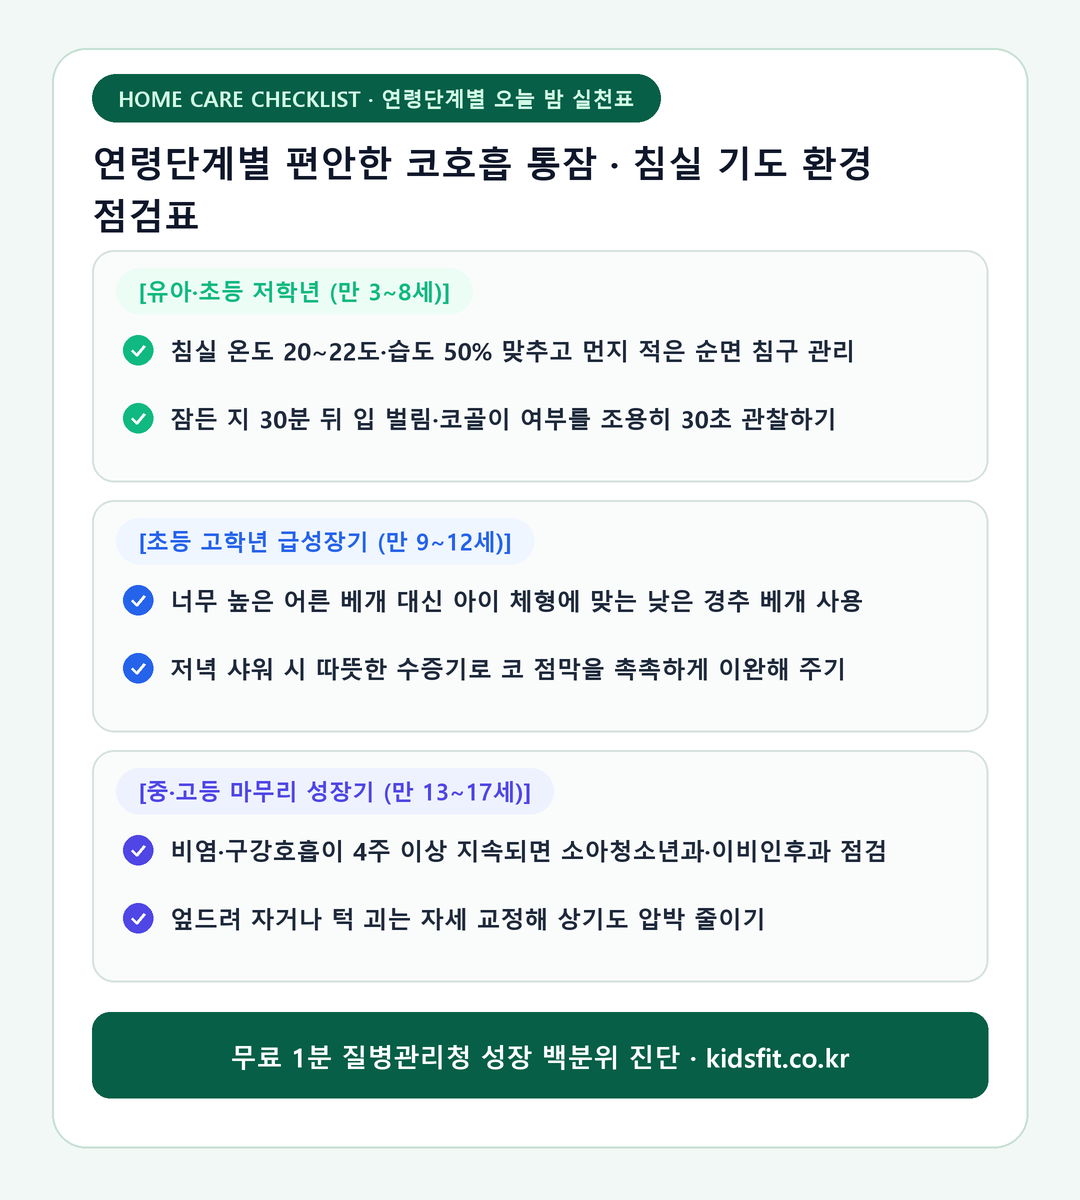 HOME CARE CHECKLIST · 연령단계별 오늘 밤 실천표
연령단계별 편안한 코호흡 통잠 · 침실 기도 환경
점검표
[유아·초등 저학년 (만 3~8세)]
침실 온도 20~22도·습도 50% 맞추고 먼지 적은 순면 침구 관리
잠든 지 30분 뒤 입 벌림·코골이 여부를 조용히 30초 관찰하기
[초등 고학년 급성장기 (만 9~12세)]
너무 높은 어른 베개 대신 아이 체형에 맞는 낮은 경추 베개 사용
저녁 샤워 시 따뜻한 수증기로 코 점막을 촉촉하게 이완해 주기
[중·고등 마무리 성장기 (만 13~17세)]
비염·구강호흡이 4주 이상 지속되면 소아청소년과·이비인후과 점검
엎드려 자거나 턱 괴는 자세 교정해 상기도 압박 줄이기
무료 1분 질병관리청 성장 백분위 진단 · kidsfit.co.kr